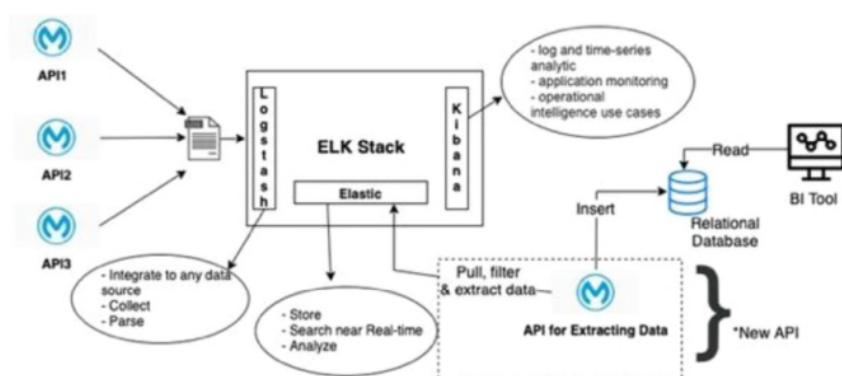 API1
API2
API3
Logstash
ELK Stack
Elastic
Kibana
- log and time-series
analytic
- application monitoring
- operational
intelligence use cases
- Integrate to any data
source
- Collect
- Parse
- Store
- Search near Real-time
- Analyze
Pull, filter
& extract data
API for Extracting Data
Insert
Relational
Database
Read
BI Tool
*New API